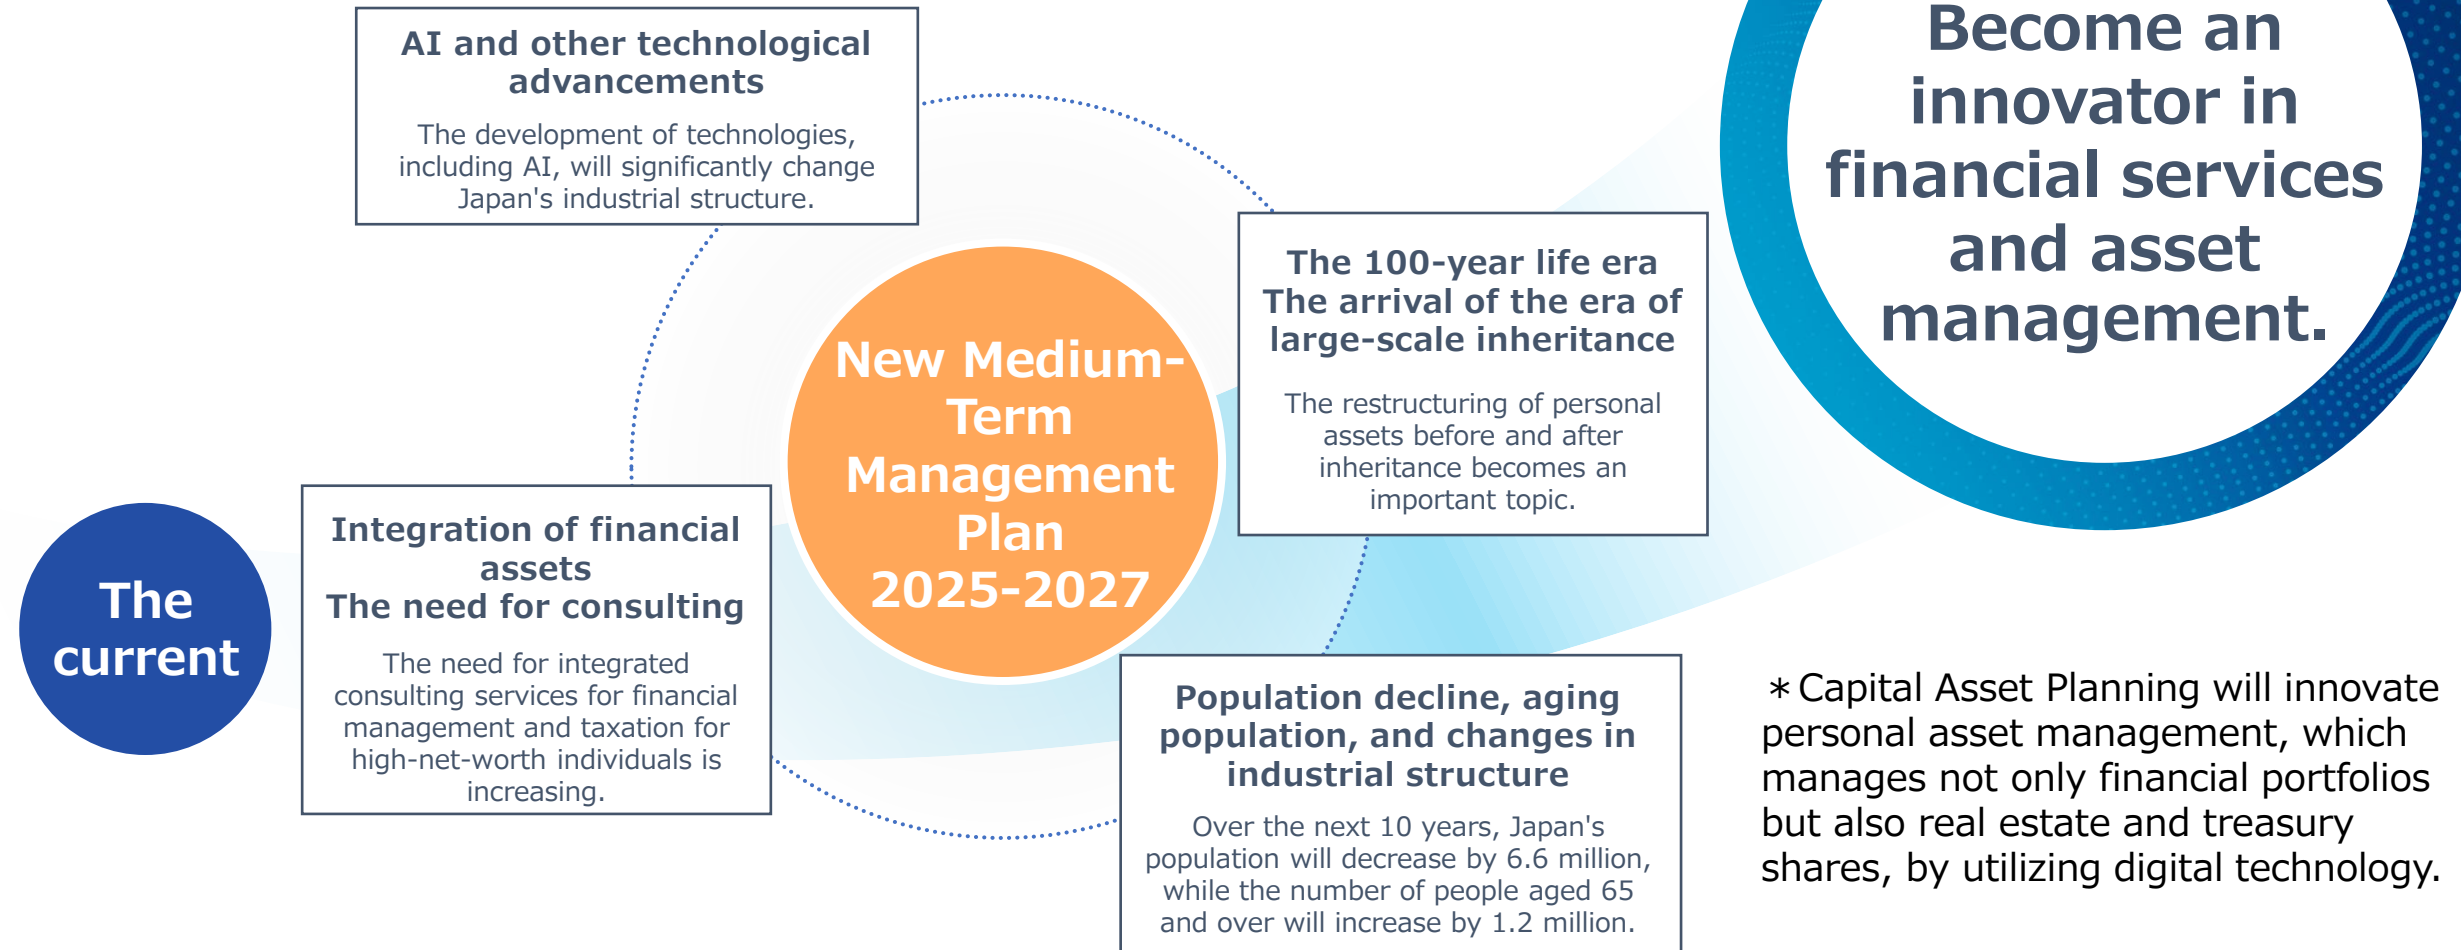 AI and other technological
advancements
The development of technologies,
including AI, will significantly change
Japan's industrial structure.
Become an
innovator in
financial services
and asset
management.
The 100-year life era
The arrival of the era of
large-scale inheritance
The restructuring of personal
assets before and after
inheritance becomes an
important topic.
New Medium-
Term
Management
Plan
2025-2027
The
current
Integration of financial
assets
The need for consulting
The need for integrated
consulting services for financial
management and taxation for
high-net-worth individuals is
increasing.
Population decline, aging
population, and changes in
industrial structure
Over the next 10 years, Japan's
population will decrease by 6.6 million,
while the number of people aged 65
and over will increase by 1.2 million.
＊Capital Asset Planning will innovate
personal asset management, which
manages not only financial portfolios
but also real estate and treasury
shares, by utilizing digital technology.